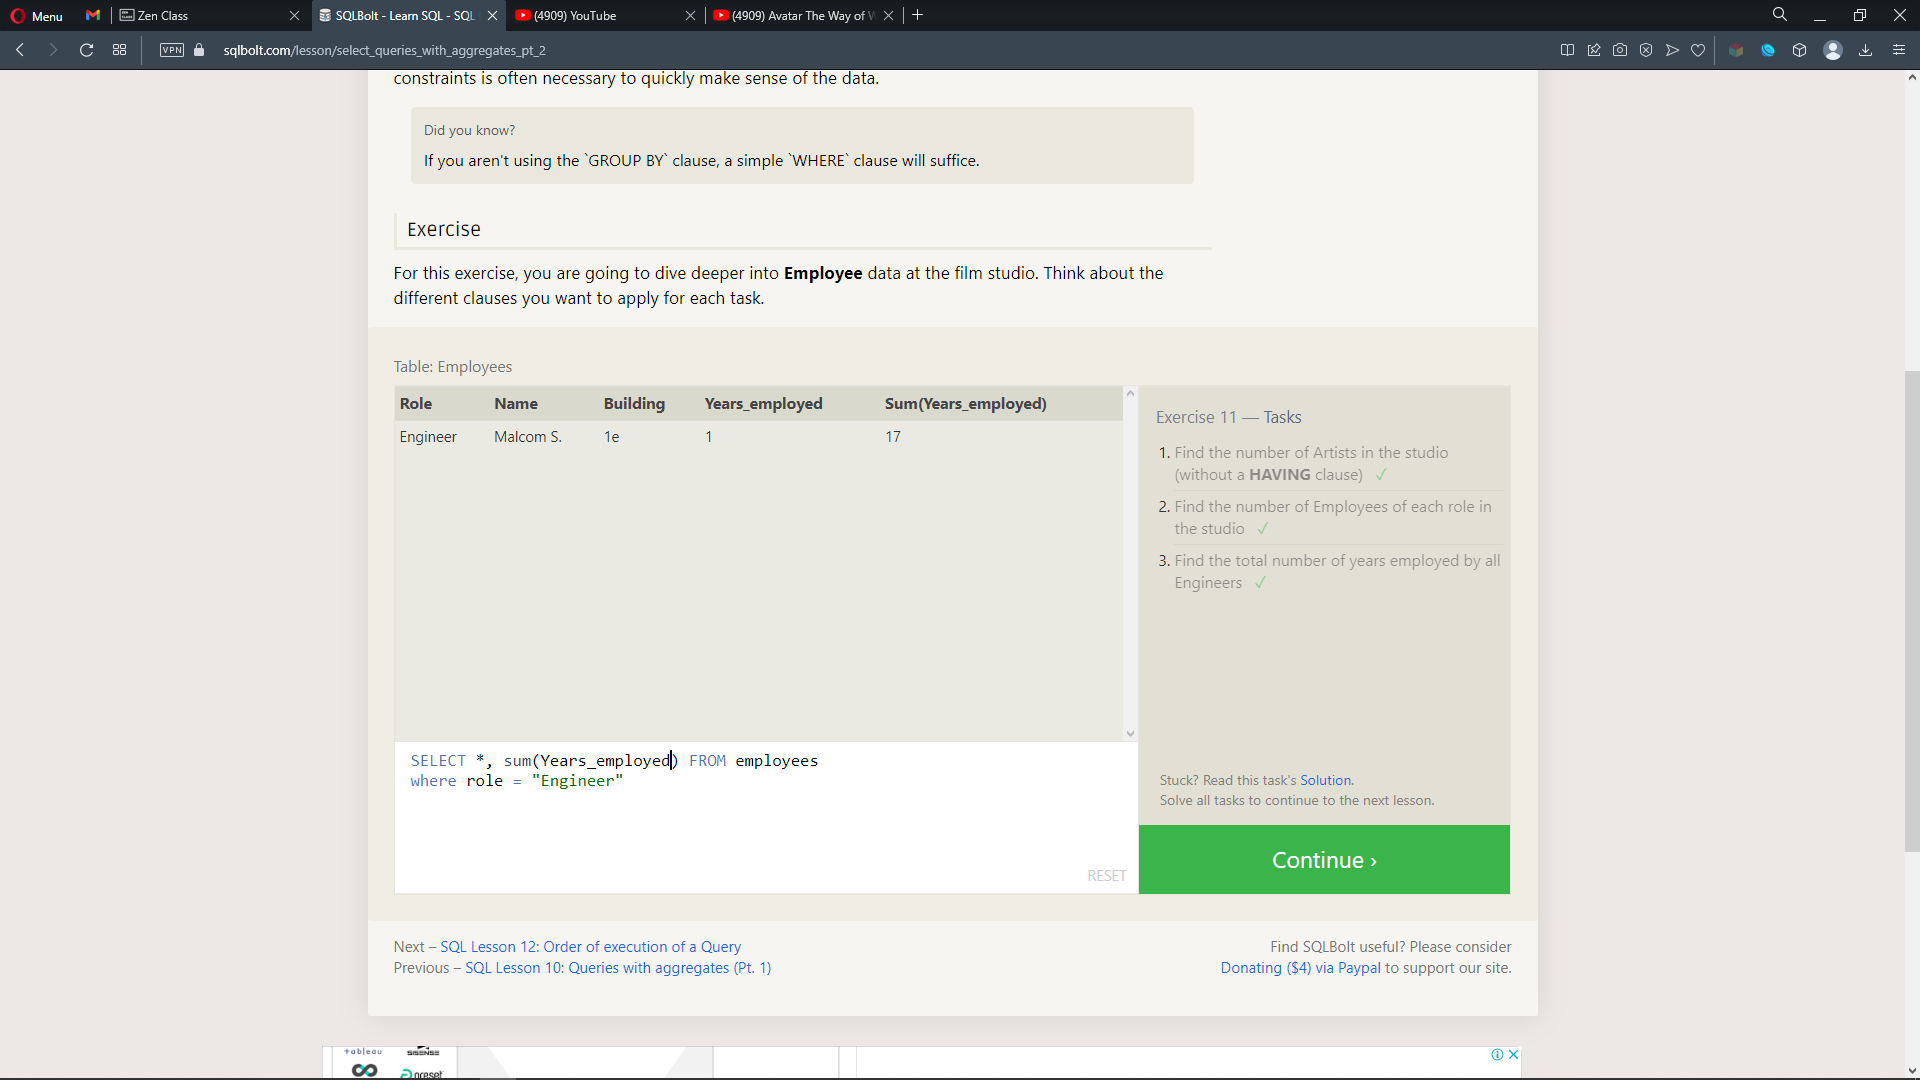 Menu
Zen Class
SQLBolt - Learn SQL - SQL
(4909) YouTube
(4909) Avatar The Way of W
VPN
sqlbolt.com/lesson/select_queries_with_aggregates_pt_2
constraints is often necessary to quickly make sense of the data.
Did you know?
If you aren't using the `GROUP BY` clause, a simple `WHERE` clause will suffice.
Exercise
For this exercise, you are going to dive deeper into Employee data at the film studio. Think about the
different clauses you want to apply for each task.
Table: Employees
Role Name Building Years_employed Sum(Years_employed)
Engineer Malcom S. 1e 1 17
Exercise 11 — Tasks
1. Find the number of Artists in the studio
(without a HAVING clause) ✓
2. Find the number of Employees of each role in
the studio ✓
3. Find the total number of years employed by all
Engineers ✓
SELECT *, sum(Years_employed) FROM employees
where role = "Engineer"
RESET
Stuck? Read this task's Solution.
Solve all tasks to continue to the next lesson.
Continue ›
Next – SQL Lesson 12: Order of execution of a Query
Previous – SQL Lesson 10: Queries with aggregates (Pt. 1)
Find SQLBolt useful? Please consider
Donating ($4) via Paypal to support our site.
+ableau
SISENSE
preset